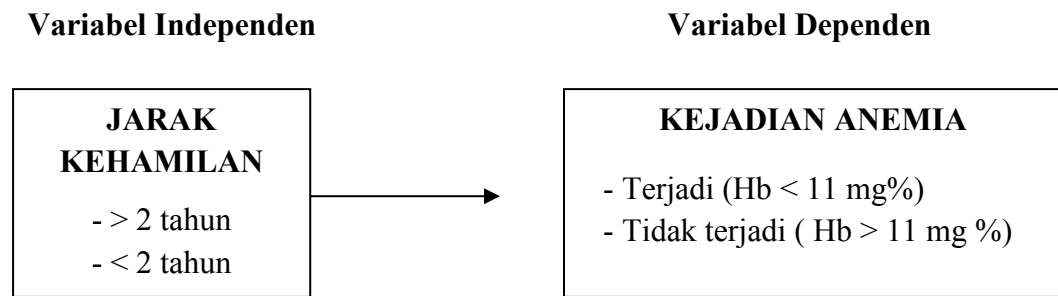 Variabel Independen
Variabel Dependen
JARAK
KEHAMILAN
- > 2 tahun
- < 2 tahun
KEJADIAN ANEMIA
- Terjadi (Hb < 11 mg%)
- Tidak terjadi ( Hb > 11 mg %)